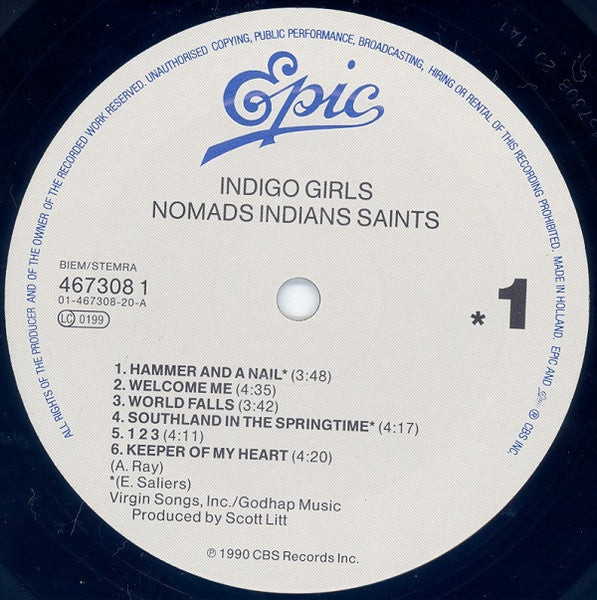 ALL RIGHTS OF THE PRODUCER AND OF THE OWNER OF THE RECORDED WORK RESERVED. UNAUTHORISED COPYING, PUBLIC PERFORMANCE, BROADCASTING, HIRING OR RENTAL OF THIS RECORDING PROHIBITED. MADE IN HOLLAND. EPIC AND ℗ CBS INC.
Epic
INDIGO GIRLS
NOMADS INDIANS SAINTS
BIEM/STEMRA
467308 1
01-467308-20-A
LC 0199
*1
1. HAMMER AND A NAIL* (3:48)
2. WELCOME ME (4:35)
3. WORLD FALLS (3:42)
4. SOUTHLAND IN THE SPRINGTIME* (4:17)
5. 1 2 3 (4:11)
6. KEEPER OF MY HEART (4:20)
(A. Ray)
*(E. Saliers)
Virgin Songs, Inc./Godhap Music
Produced by Scott Litt
℗ 1990 CBS Records Inc.